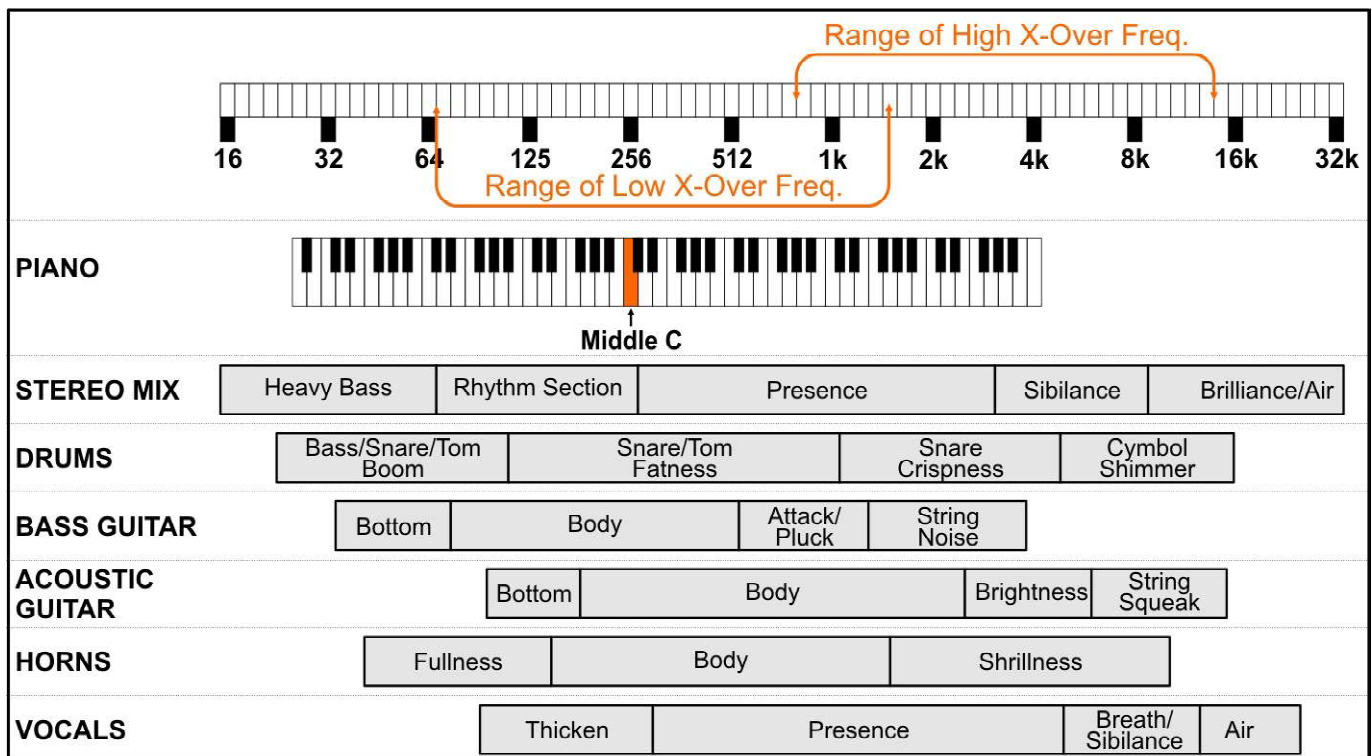 Range of High X-Over Freq.
16 32 64 125 256 512 1k 2k 4k 8k 16k 32k
Range of Low X-Over Freq.
PIANO
Middle C
STEREO MIX Heavy Bass Rhythm Section Presence Sibilance Brilliance/Air
DRUMS
Bass/Snare/Tom
Boom
Snare/Tom
Fatness
Snare
Crispness
Cymbol
Shimmer
BASS GUITAR
Bottom
Body
Attack/
Pluck
String
Noise
ACOUSTIC
GUITAR
Bottom
Body
Brightness
String
Squeak
HORNS Fullness Body Shrillness
VOCALS
Thicken
Presence
Breath/
Sibilance
Air